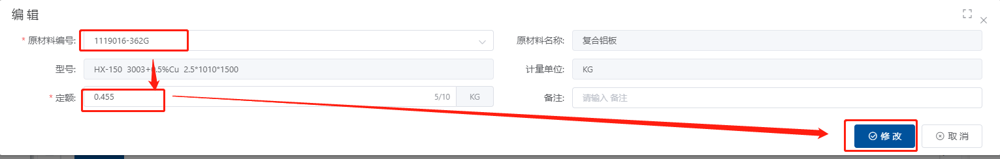 编辑
* 原材料编号: 1119016-362G 原材料名称: 复合铝板
型号: HX-150 3003+0.5%Cu 2.5*1010*1500 计量单位: KG
* 定额: 0.455 5/10 KG 备注: 请输入 备注
修改 取消